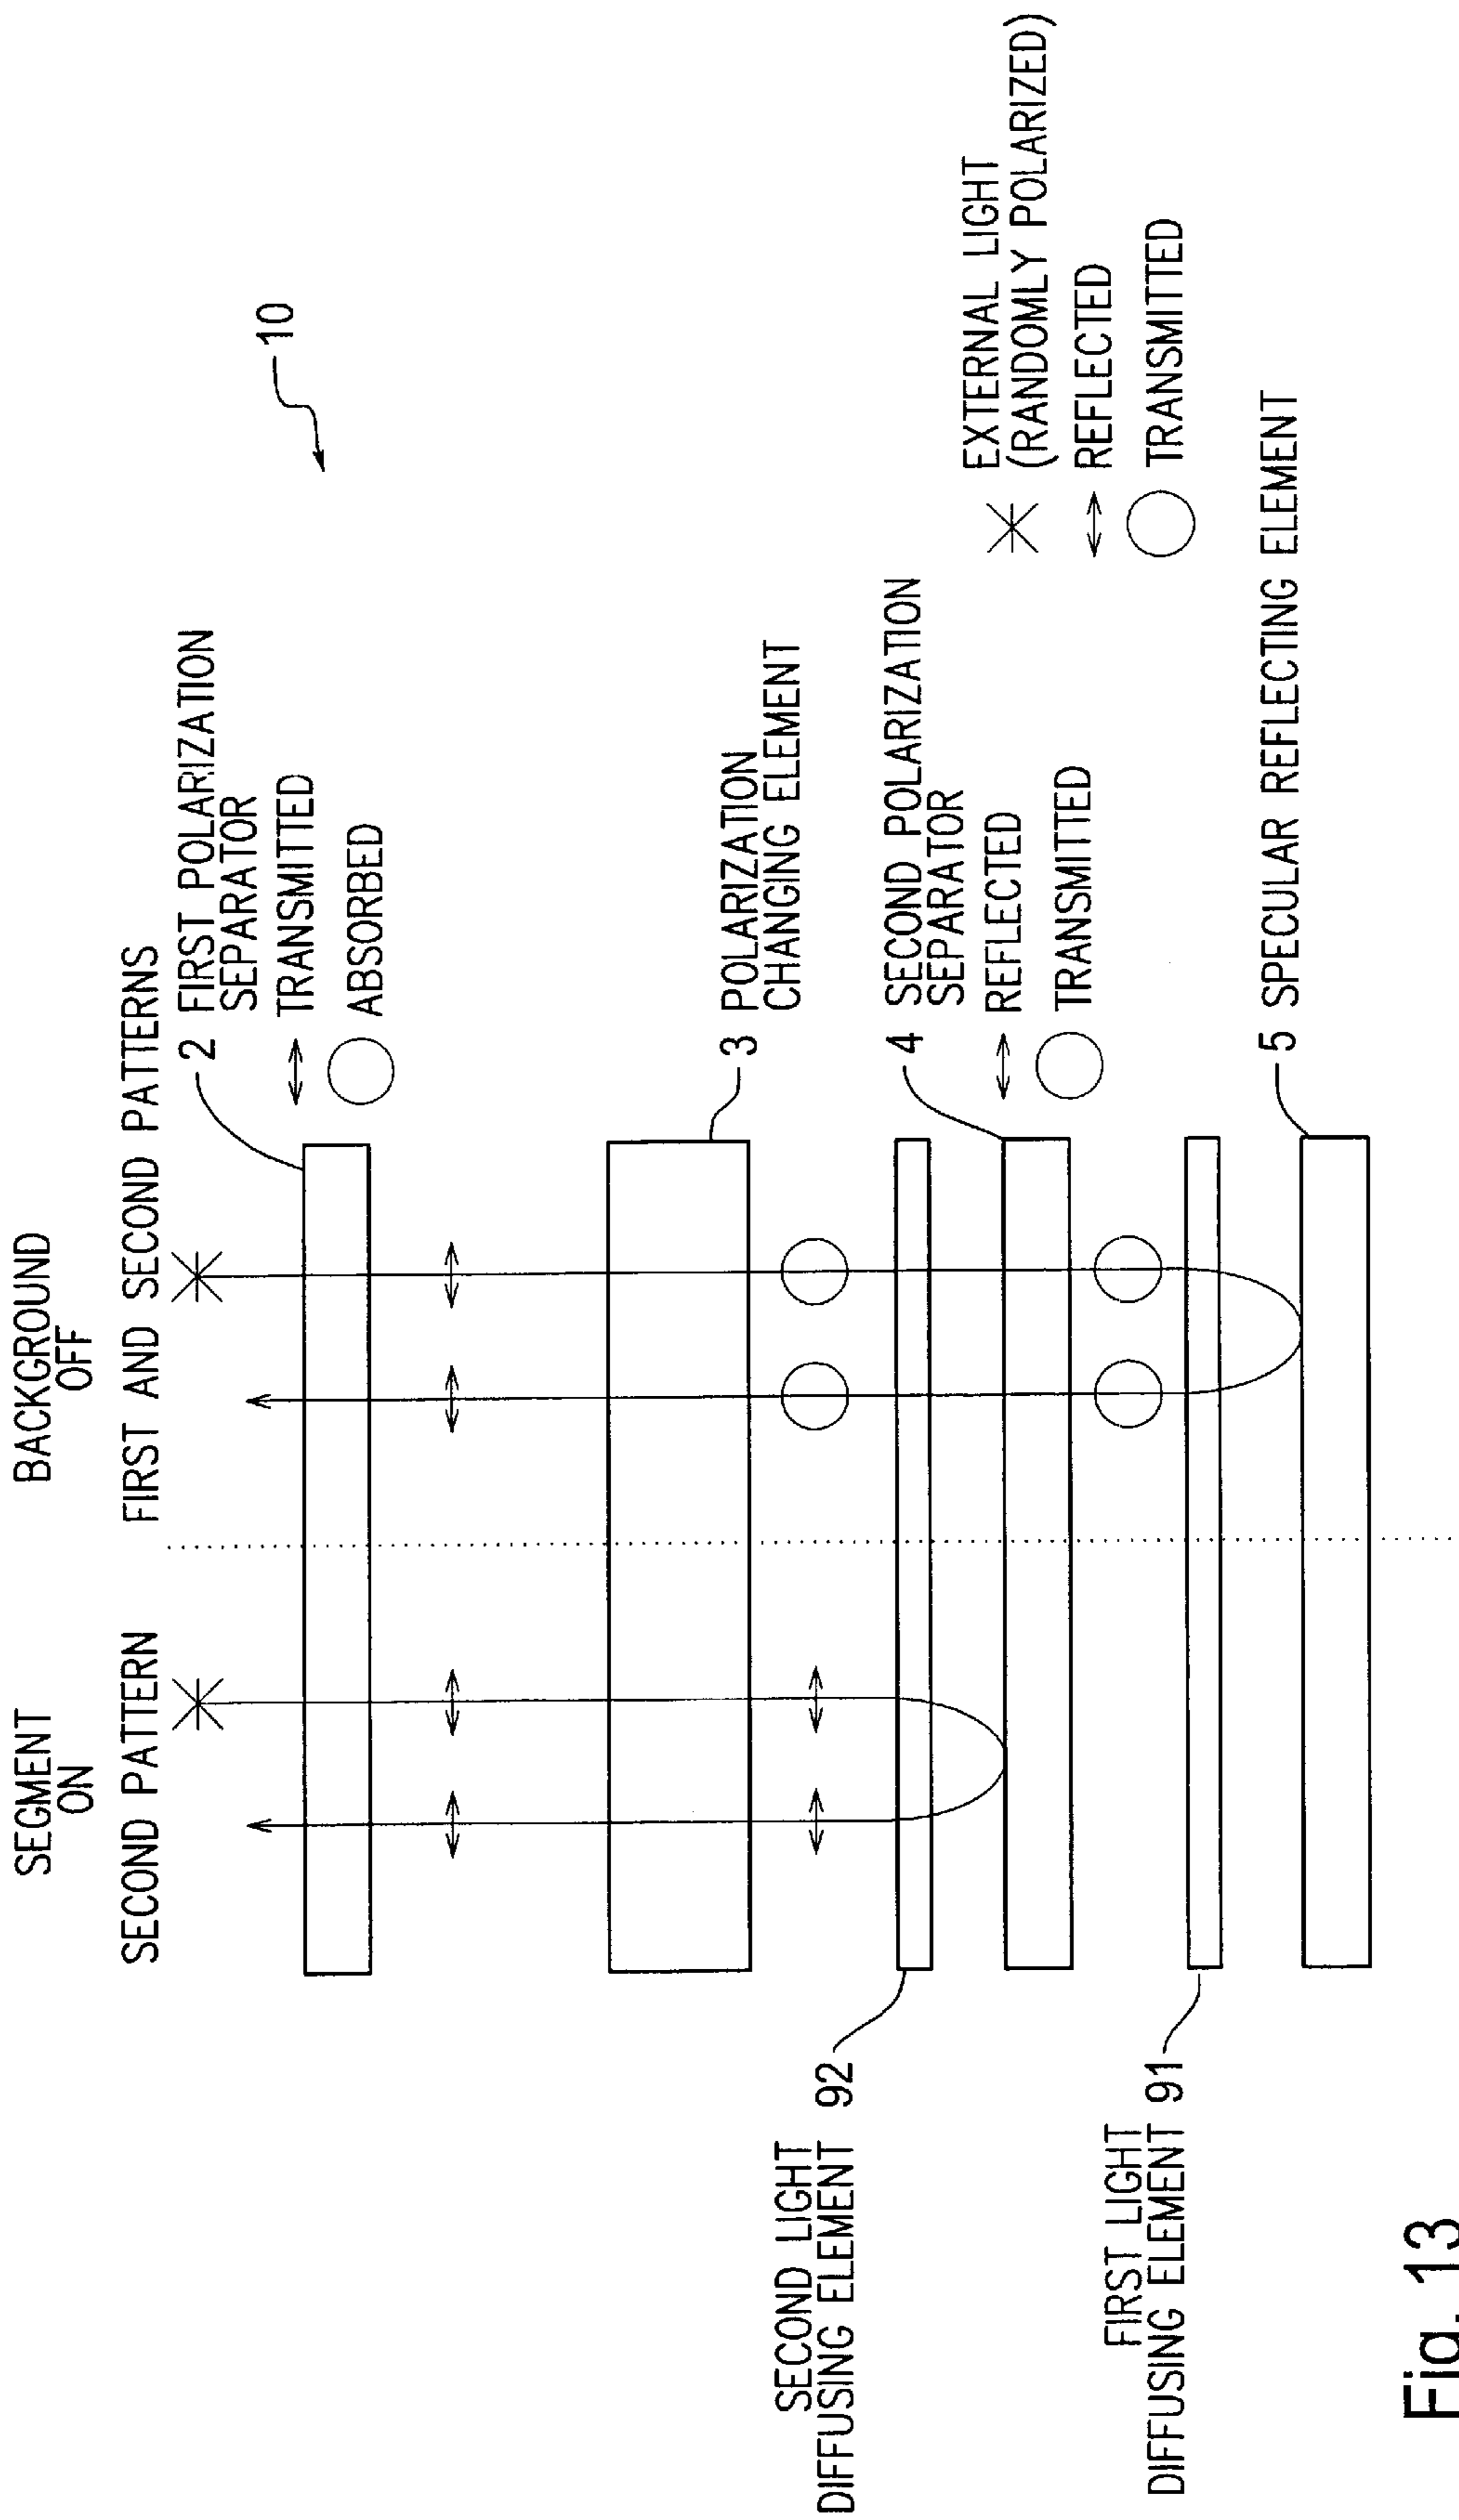 SEGMENT
ON
BACKGROUND
OFF
SECOND PATTERN
FIRST AND SECOND PATTERNS
10
2 FIRST POLARIZATION
SEPARATOR
TRANSMITTED
ABSORBED
3 POLARIZATION
CHANGING ELEMENT
SECOND LIGHT
DIFFUSING ELEMENT 92
4 SECOND POLARIZATION
SEPARATOR
REFLECTED
TRANSMITTED
EXTERNAL LIGHT
(RANDOMLY POLARIZED)
REFLECTED
TRANSMITTED
FIRST LIGHT
DIFFUSING ELEMENT 91
5 SPECULAR REFLECTING ELEMENT
Fig. 13